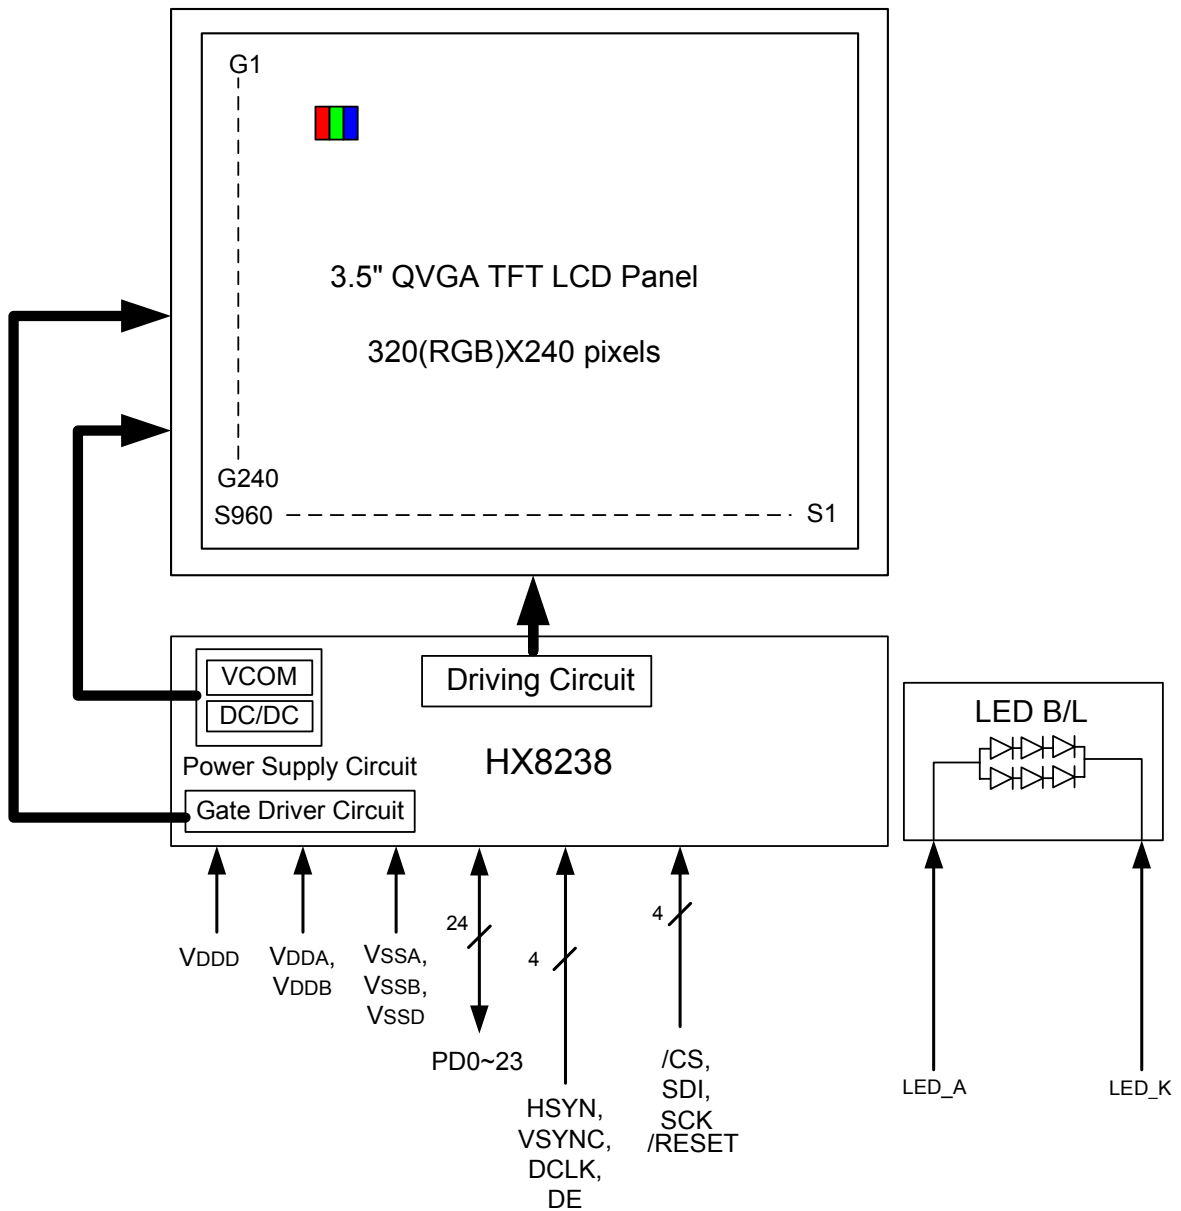 G1
3.5" QVGA TFT LCD Panel
320(RGB)X240 pixels
G240
S960
S1
VCOM
DC/DC
Power Supply Circuit
Gate Driver Circuit
Driving Circuit
HX8238
LED B/L
VDDD
VDDA,
VDDB
VSSA,
VSSB,
VSSD
24
PD0~23
4
HSYN,
VSYNC,
DCLK,
DE
4
/CS,
SDI,
SCK
/RESET
LED_A
LED_K